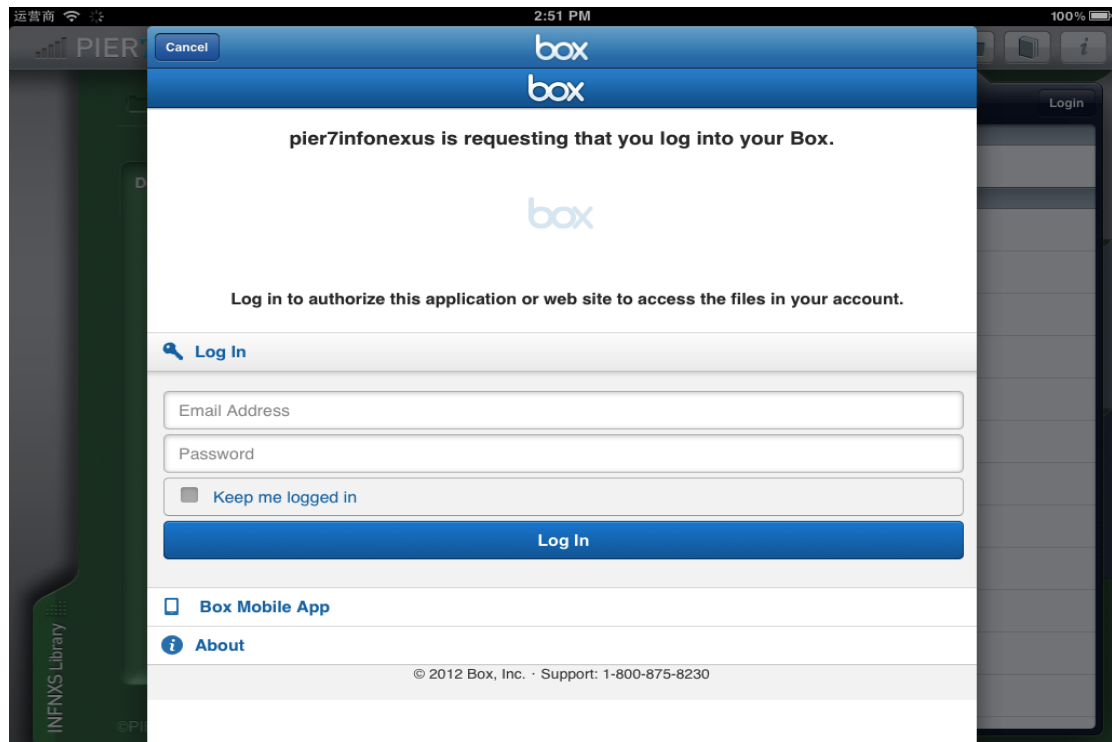 运营商 2:51 PM 100%
PIER
Cancel box
box
Login
pier7infonexus is requesting that you log into your Box.
box
Log in to authorize this application or web site to access the files in your account.
Log In
Email Address
Password
Keep me logged in
Log In
Box Mobile App
About
© 2012 Box, Inc. · Support: 1-800-875-8230
INFNXS Library
©PI